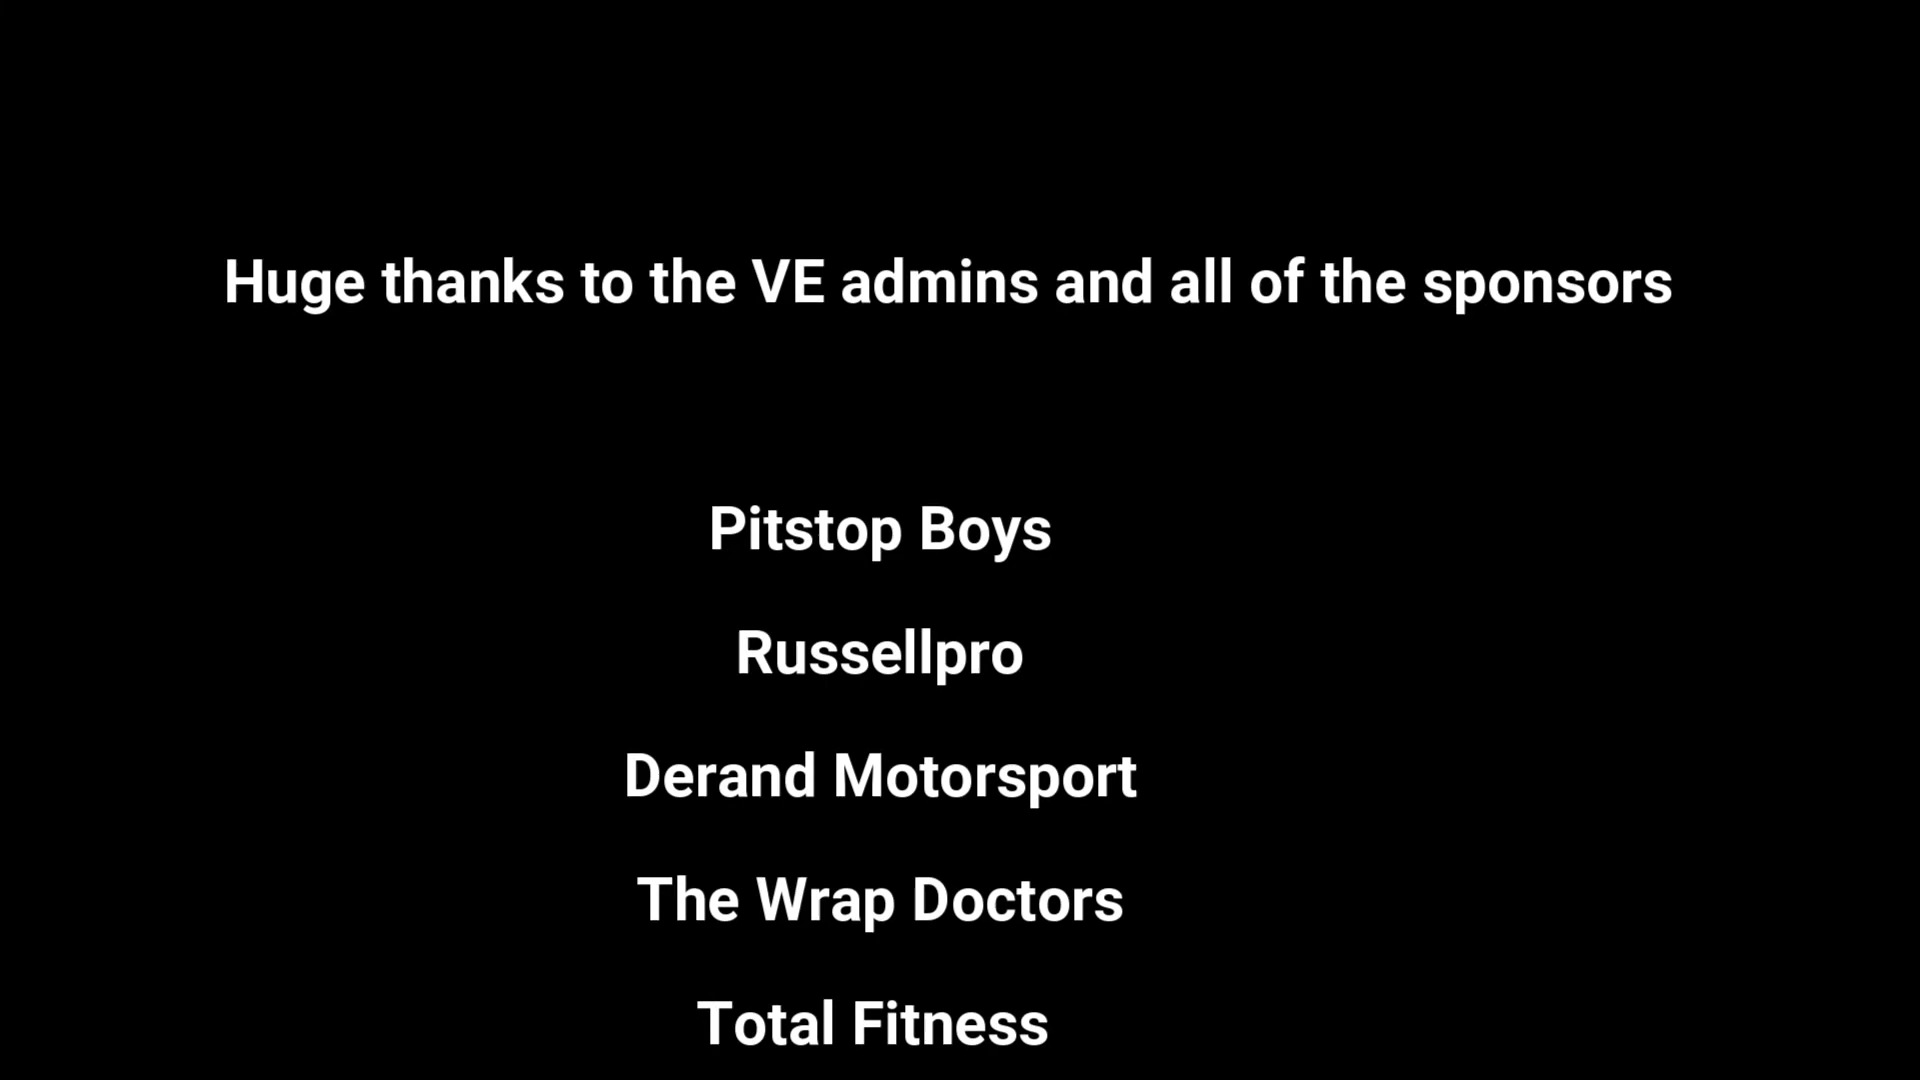 Huge thanks to the VE admins and all of the sponsors
Pitstop Boys
Russellpro
Derand Motorsport
The Wrap Doctors
Total Fitness